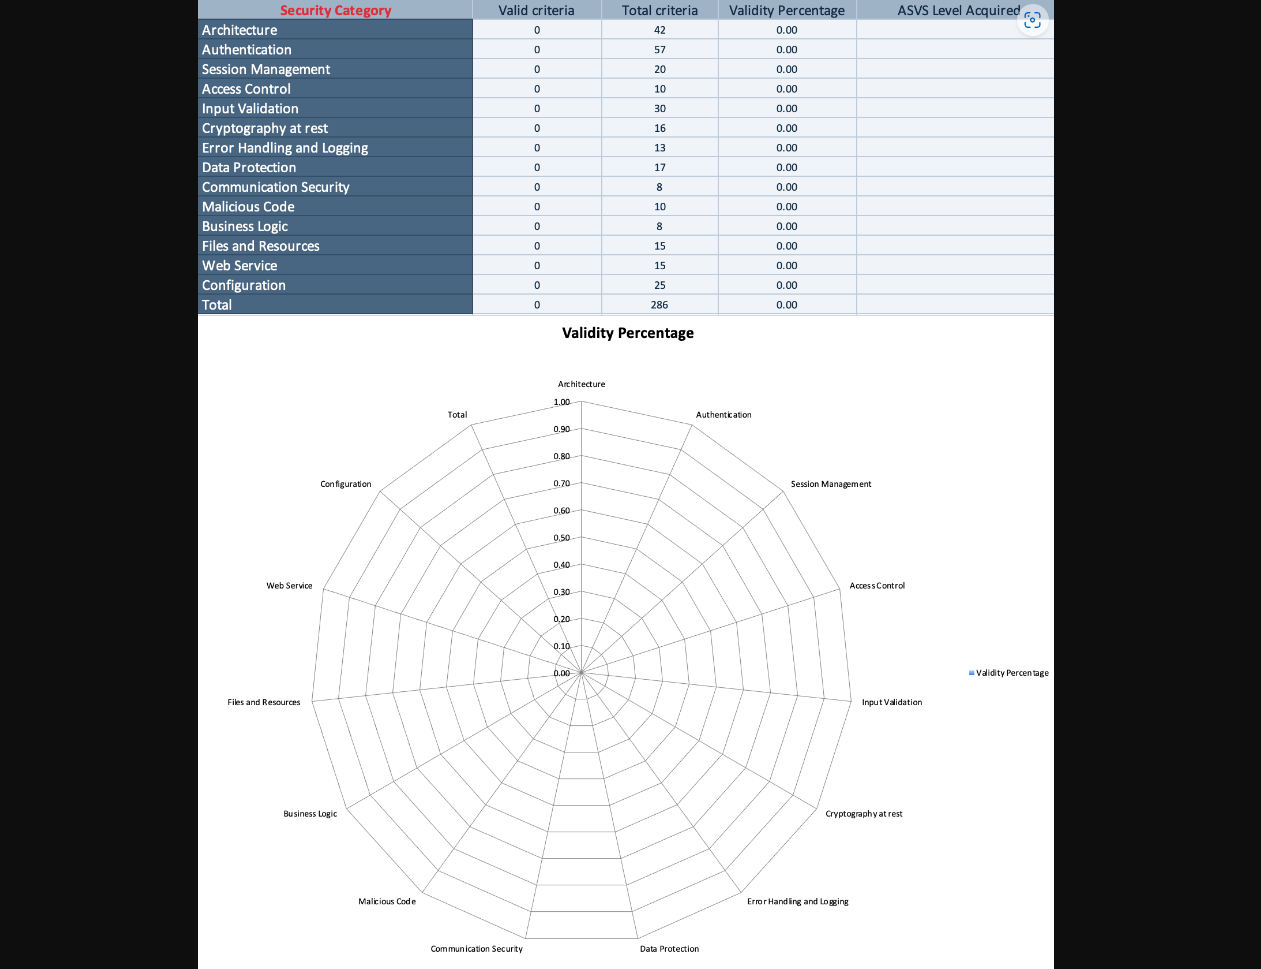 Security Category Valid criteria Total criteria Validity Percentage ASVS Level Acquired
Architecture 0 42 0.00
Authentication 0 57 0.00
Session Management 0 20 0.00
Access Control 0 10 0.00
Input Validation 0 30 0.00
Cryptography at rest 0 16 0.00
Error Handling and Logging 0 13 0.00
Data Protection 0 17 0.00
Communication Security 0 8 0.00
Malicious Code 0 10 0.00
Business Logic 0 8 0.00
Files and Resources 0 15 0.00
Web Service 0 15 0.00
Configuration 0 25 0.00
Total 0 286 0.00
Validity Percentage
Architecture
1.00
Total
Authentication
0.90
0.80
Configuration
Session Management
0.70
0.60
0.50
0.40
Web Service
Access Control
0.30
0.20
0.10
0.00
Validity Percentage
Files and Resources
Input Validation
Business Logic
Cryptography at rest
Malicious Code
Error Handling and Logging
Communication Security
Data Protection